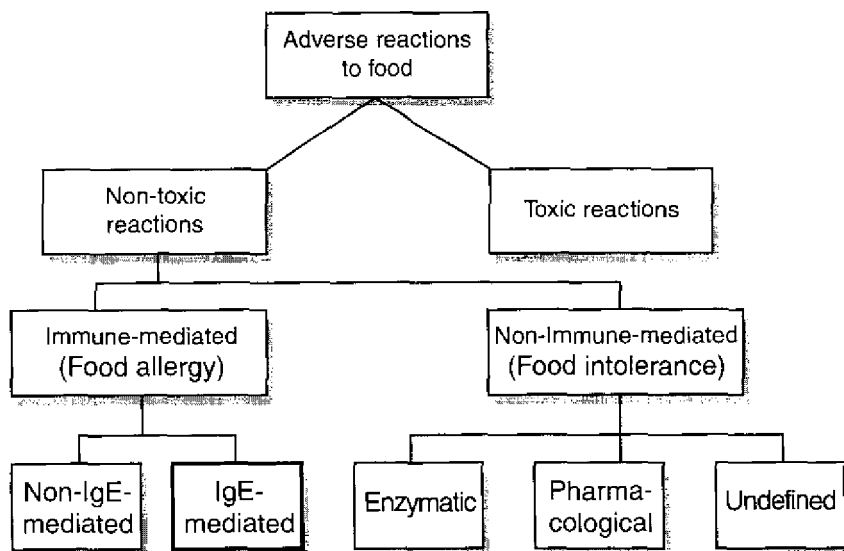 Adverse reactions
to food
Non-toxic
reactions
Toxic reactions
Immune-mediated
(Food allergy)
Non-Immune-mediated
(Food intolerance)
Non-IgE-
mediated
IgE-
mediated
Enzymatic
Pharma-
cological
Undefined